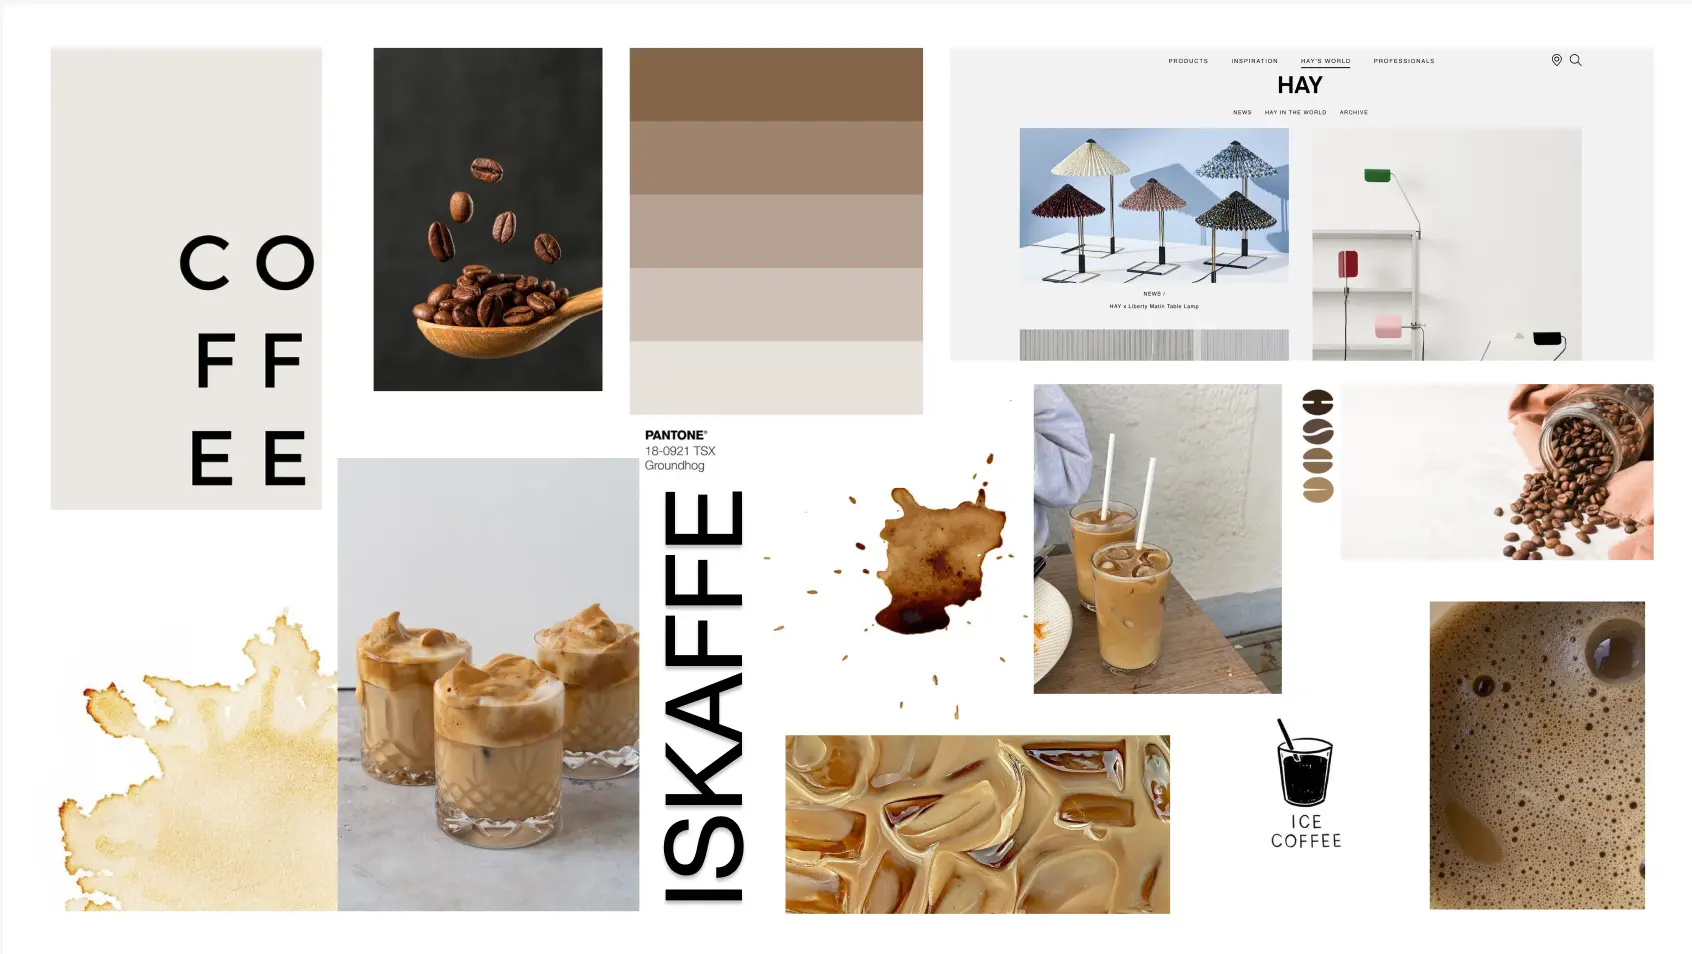 C O
F F
E E
PRODUCTS INSPIRATION HAY'S WORLD PROFESSIONALS
HAY
NEWS HAY IN THE WORLD ARCHIVE
NEWS /
HAY x Liberty Matin Table Lamp
PANTONE®
18-0921 TSX
Groundhog
ISKAFFE
ICE
COFFEE